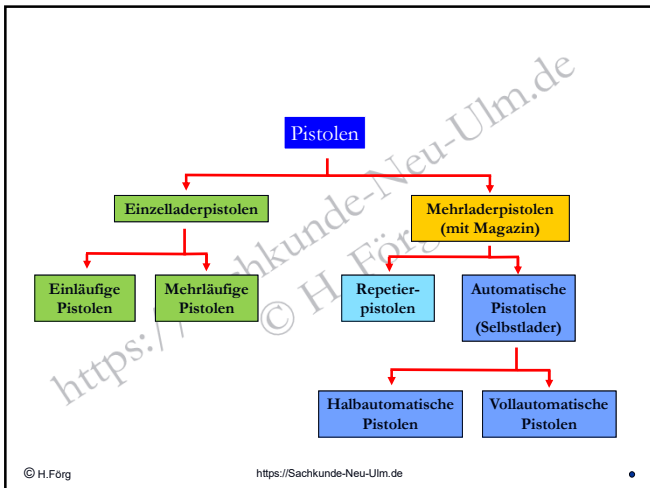 Pistolen
Einzelladerpistolen
Mehrladerpistolen
(mit Magazin)
Einläufige
Pistolen
Mehrläufige
Pistolen
Repetier-
pistolen
Automatische
Pistolen
(Selbstlader)
Halbautomatische
Pistolen
Vollautomatische
Pistolen
https://Sachkunde-Neu-Ulm.de
© H. Förg
© H.Förg
https://Sachkunde-Neu-Ulm.de